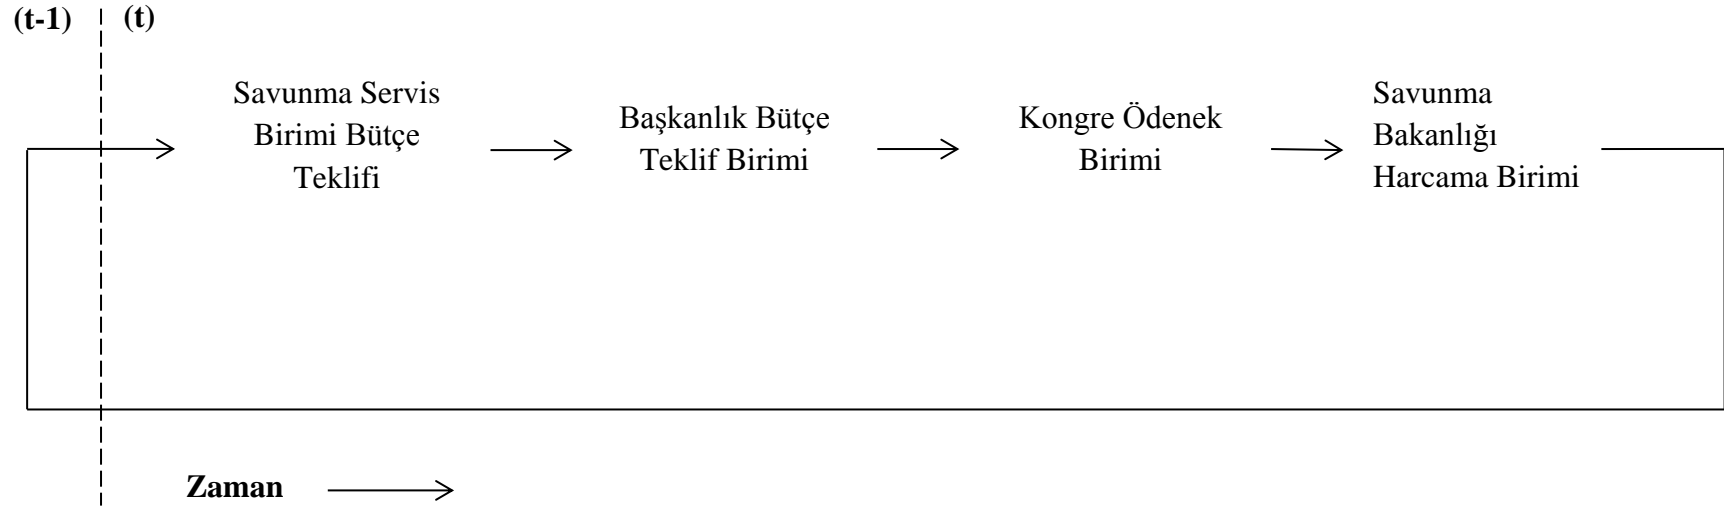 (t-1) (t)
Savunma Servis
Birimi Bütçe
Teklifi
Başkanlık Bütçe
Teklif Birimi
Kongre Ödenek
Birimi
Savunma
Bakanlığı
Harcama Birimi
Zaman